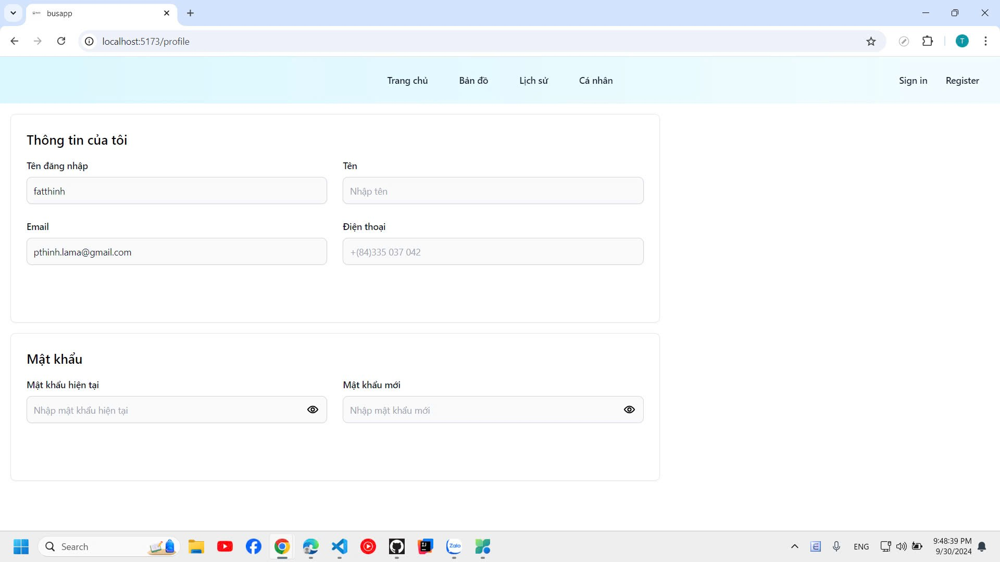 busapp
localhost:5173/profile
T
Trang chủ Bản đồ Lịch sử Cá nhân Sign in Register
Thông tin của tôi
Tên đăng nhập Tên
fatthinh Nhập tên
Email Điện thoại
pthinh.lama@gmail.com +(84)335 037 042
Mật khẩu
Mật khẩu hiện tại Mật khẩu mới
Nhập mật khẩu hiện tại Nhập mật khẩu mới
Search Zalo E ENG 9:48:39 PM
9/30/2024